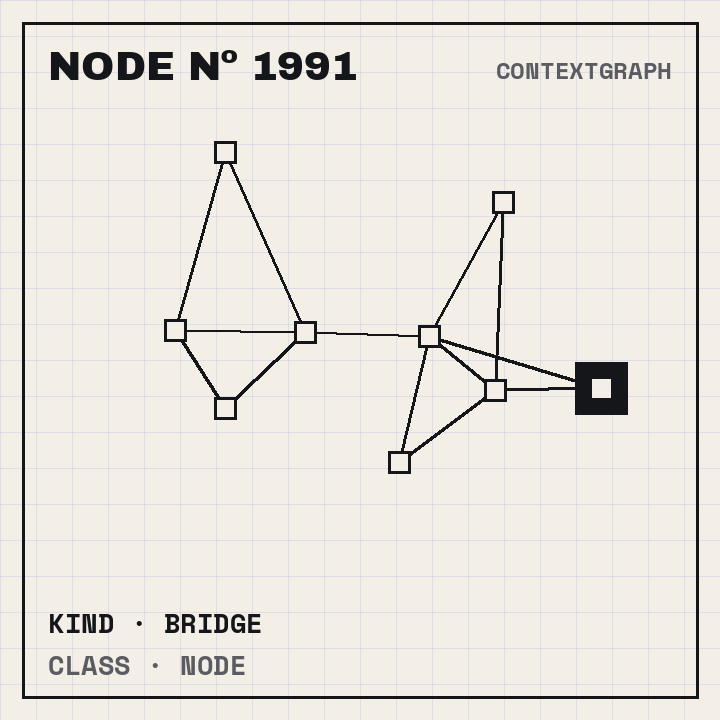 NODE Nº 1991
CONTEXTGRAPH
KIND · BRIDGE
CLASS · NODE